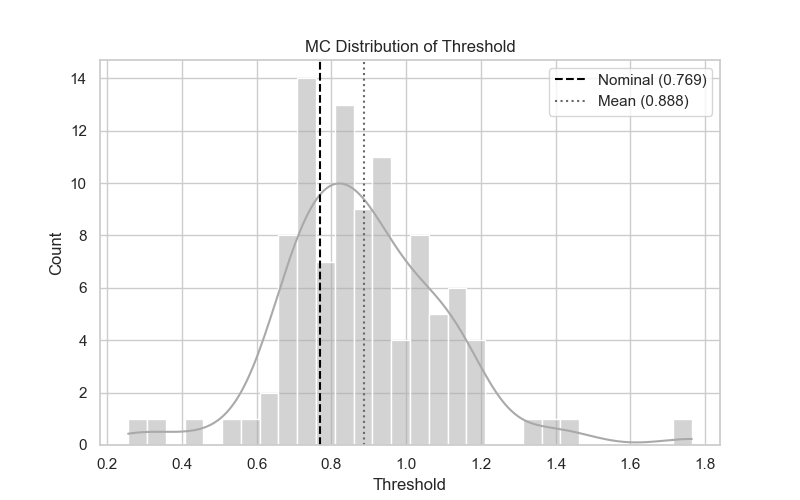 MC Distribution of Threshold
Nominal (0.769)
Mean (0.888)
Count
14
12
10
8
6
4
2
0
0.2 0.4 0.6 0.8 1.0 1.2 1.4 1.6 1.8
Threshold